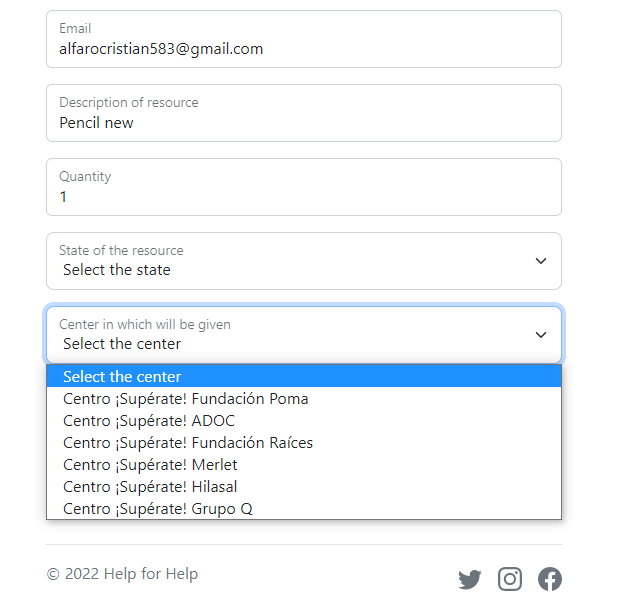 Email
alfarocristian583@gmail.com
Description of resource
Pencil new
Quantity
1
State of the resource
Select the state
Center in which will be given
Select the center
Select the center
Centro ¡Supérate! Fundación Poma
Centro ¡Supérate! ADOC
Centro ¡Supérate! Fundación Raíces
Centro ¡Supérate! Merlet
Centro ¡Supérate! Hilasal
Centro ¡Supérate! Grupo Q
© 2022 Help for Help